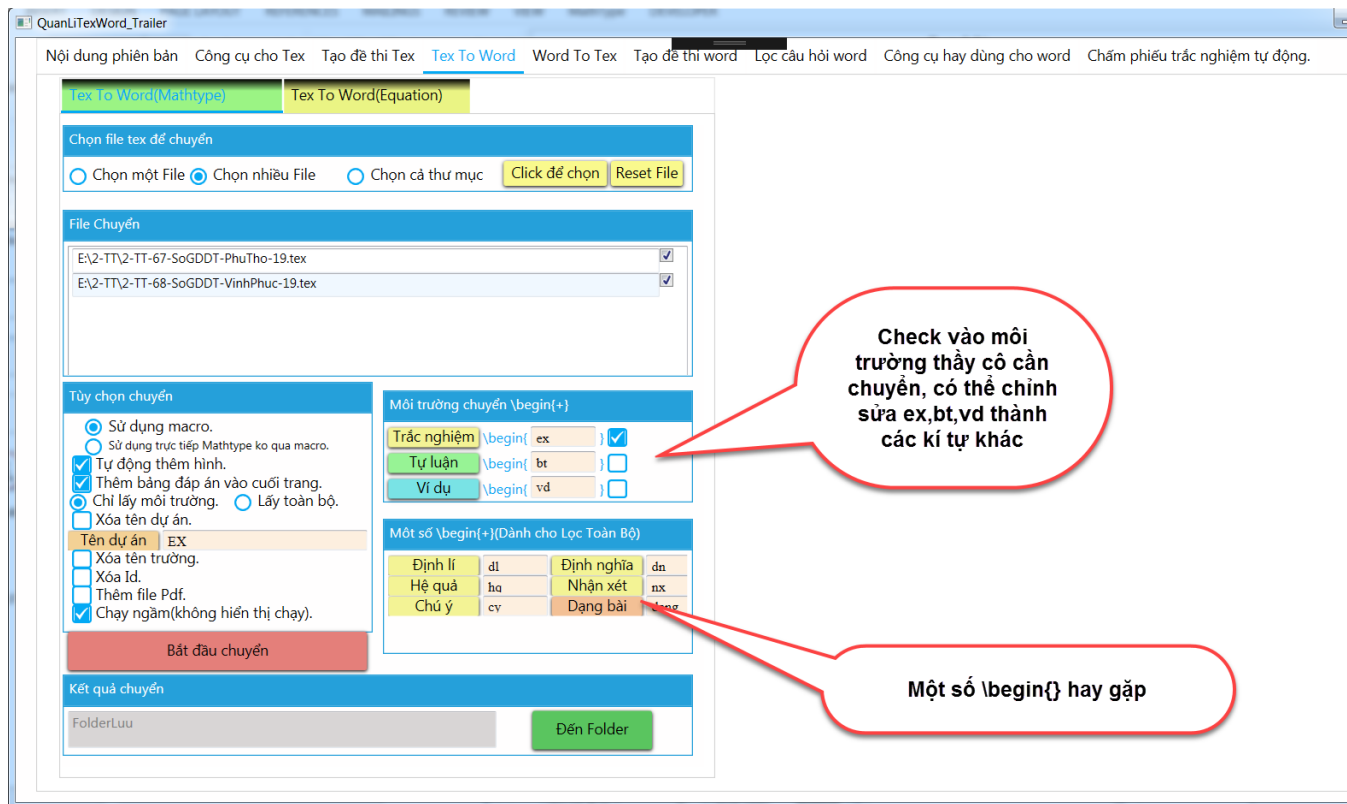 QuanLiTexWord_Trailer
Nội dung phiên bản Công cụ cho Tex Tạo đề thi Tex Tex To Word Word To Tex Tạo đề thi word Lọc câu hỏi word Công cụ hay dùng cho word Chấm phiếu trắc nghiệm tự động.
Tex To Word(Mathtype) Tex To Word(Equation)
Chọn file tex để chuyển
Chọn một File Chọn nhiều File Chọn cả thư mục Click để chọn Reset File
File Chuyển
E:\2-TT\2-TT-67-SoGDDT-PhuTho-19.tex
E:\2-TT\2-TT-68-SoGDDT-VinhPhuc-19.tex
Check vào môi
trường thầy cô cần
chuyển, có thể chỉnh
sửa ex,bt,vd thành
các kí tự khác
Tùy chọn chuyển
Sử dụng macro.
Sử dụng trực tiếp Mathtype ko qua macro.
Tự động thêm hình.
Thêm bảng đáp án vào cuối trang.
Chỉ lấy môi trường. Lấy toàn bộ.
Xóa tên dự án.
Tên dự án EX
Xóa tên trường.
Xóa Id.
Thêm file Pdf.
Chạy ngầm(không hiển thị chạy).
Bắt đầu chuyển
Môi trường chuyển \begin{+}
Trắc nghiệm \begin{ ex }
Tự luận \begin{ bt }
Ví dụ \begin{ vd }
Một số \begin{+}(Dành cho Lọc Toàn Bộ)
Định lí dl Định nghĩa dn
Hệ quả hq Nhận xét nx
Chú ý cy Dạng bài dang
Một số \begin{} hay gặp
Kết quả chuyển
FolderLuu Đến Folder